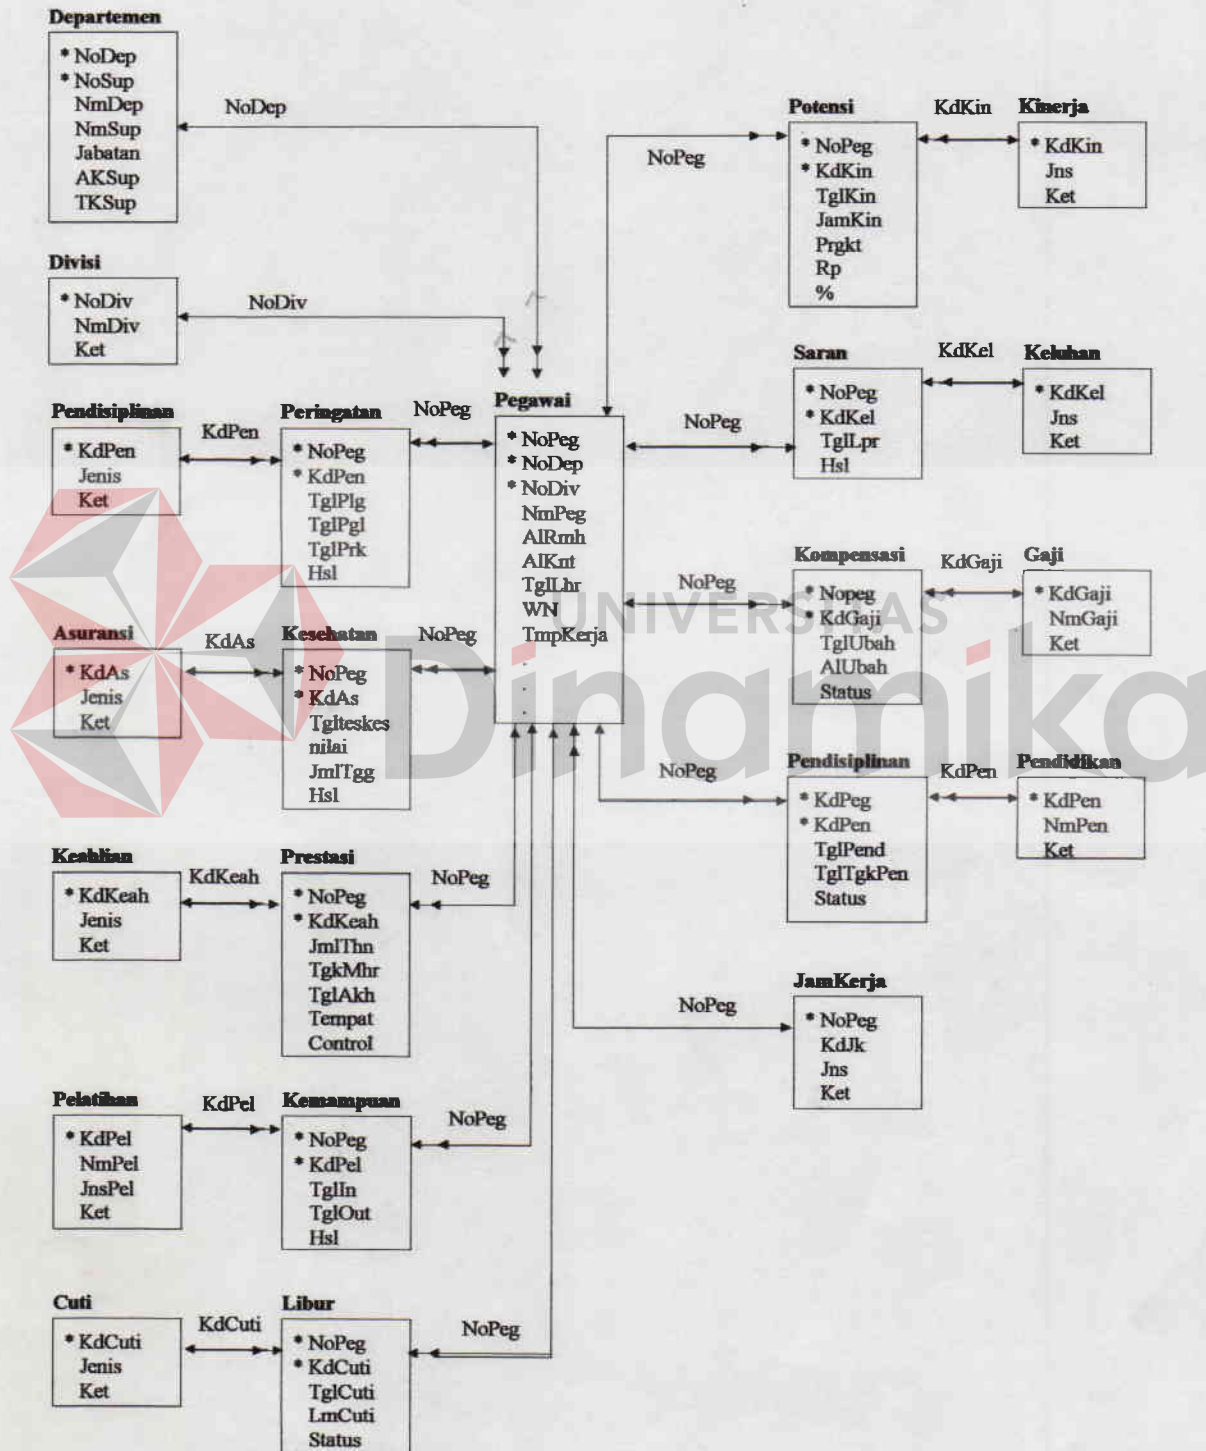 Departemen
* NoDep
* NoSup
NmDep
NmSup
Jabatan
AKSup
TKSup
NoDep
Divisi
* NoDiv
NmDiv
Ket
NoDiv
Pendisiplinan
* KdPen
Jenis
Ket
KdPen
Peringatan
* NoPeg
* KdPen
TglPlg
TglPgl
TglPrk
Hsl
NoPeg
Asuransi
* KdAs
Jenis
Ket
KdAs
Kesehatan
* NoPeg
* KdAs
Tglteskes
nilai
JmlTgg
Hsl
NoPeg
Keahlian
* KdKeah
Jenis
Ket
KdKeah
Prestasi
* NoPeg
* KdKeah
JmlThn
TgkMhr
TglAkh
Tempat
Control
NoPeg
Pelatihan
* KdPel
NmPel
JnsPel
Ket
KdPel
Kemampuan
* NoPeg
* KdPel
TglIn
TglOut
Hsl
NoPeg
Cuti
* KdCuti
Jenis
Ket
KdCuti
Libur
* NoPeg
* KdCuti
TglCuti
LmCuti
Status
NoPeg
Pegawai
* NoPeg
* NoDep
* NoDiv
NmPeg
AlRmh
AlKnt
TglLhr
WN
TmpKerja
.
.
.
NoPeg
Potensi
* NoPeg
* KdKin
TglKin
JamKin
Prgkt
Rp
%
KdKin
Kinerja
* KdKin
Jns
Ket
NoPeg
Saran
* NoPeg
* KdKel
TglLpr
Hsl
KdKel
Keluhan
* KdKel
Jns
Ket
NoPeg
Kompensasi
* Nopeg
* KdGaji
TglUbah
AlUbah
Status
KdGaji
Gaji
* KdGaji
NmGaji
Ket
NoPeg
Pendisiplinan
* KdPeg
* KdPen
TglPend
TglTgkPen
Status
KdPen
Pendidikan
* KdPen
NmPen
Ket
NoPeg
JamKerja
* NoPeg
KdJk
Jns
Ket
UNIVERSITAS
Dinamika